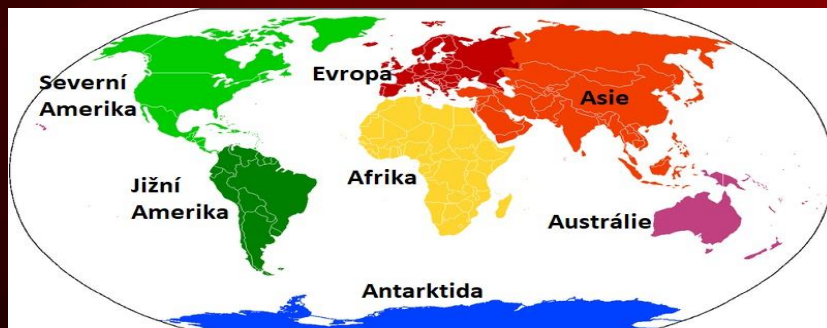 Severní
Amerika
Evropa
Asie
Jižní
Amerika
Afrika
Austrálie
Antarktida